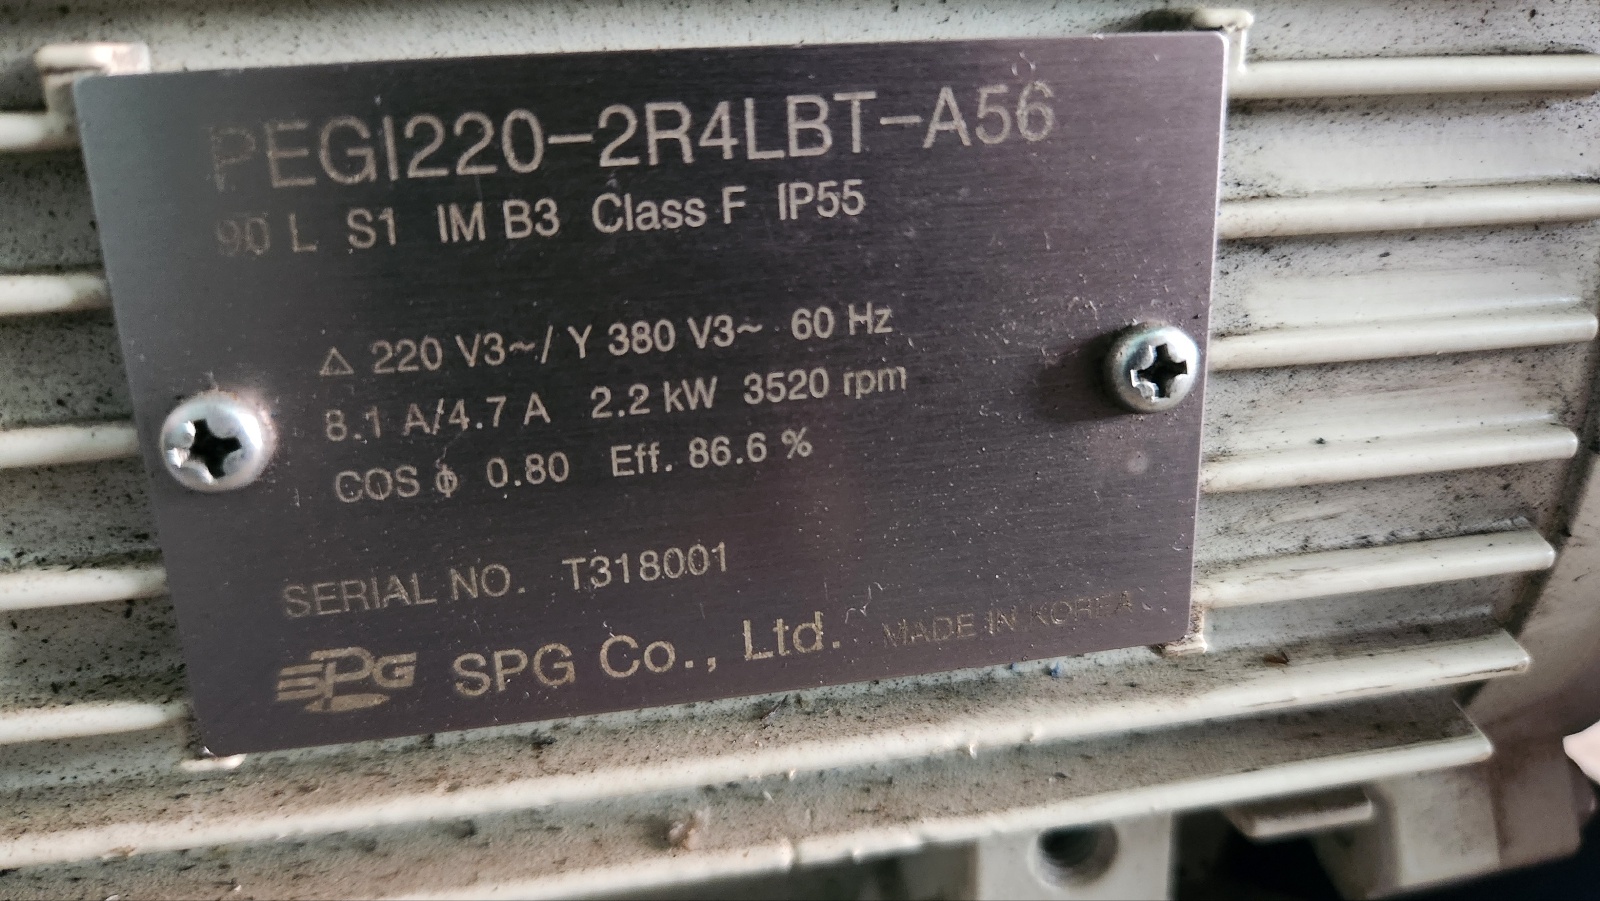 PEGI220-2R4LBT-A56
90 L S1 IM B3 Class F IP55
△ 220 V3~/ Y 380 V3~ 60 Hz
8.1 A/4.7 A 2.2 kW 3520 rpm
COS ϕ 0.80 Eff. 86.6 %
SERIAL NO. T318001
SPG SPG Co., Ltd. MADE IN KOREA